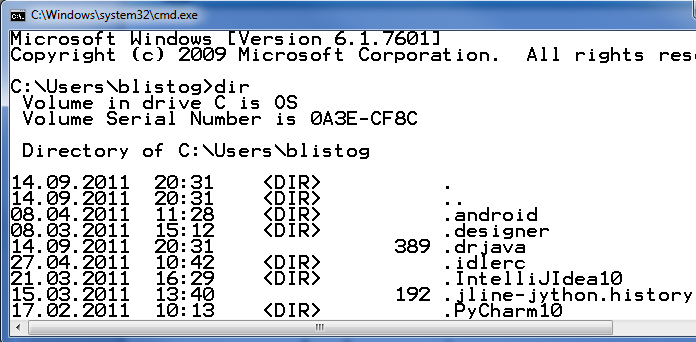 C:\Windows\system32\cmd.exe
Microsoft Windows [Version 6.1.7601]
Copyright (c) 2009 Microsoft Corporation.  All rights
C:\Users\blistog>dir
 Volume in drive C is OS
 Volume Serial Number is 0A3E-CF8C
 Directory of C:\Users\blistog
14.09.2011  20:31    <DIR>          .
14.09.2011  20:31    <DIR>          ..
08.04.2011  11:28    <DIR>          .android
08.03.2011  15:12    <DIR>          .designer
14.09.2011  20:31               389 .drjava
27.04.2011  10:42    <DIR>          .idlerc
21.03.2011  16:29    <DIR>          .IntelliJIdea10
15.03.2011  13:40               192 .jline-jython.history
17.02.2011  10:13    <DIR>          .PyCharm10